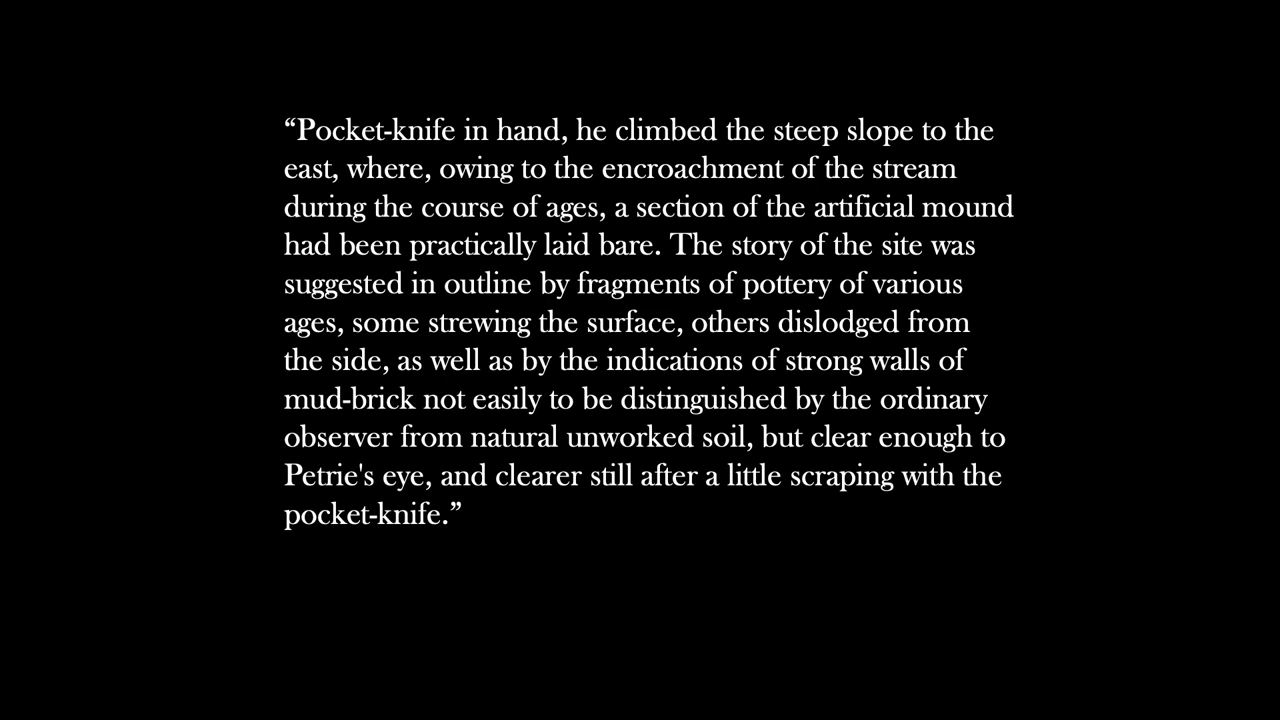 “Pocket-knife in hand, he climbed the steep slope to the
east, where, owing to the encroachment of the stream
during the course of ages, a section of the artificial mound
had been practically laid bare. The story of the site was
suggested in outline by fragments of pottery of various
ages, some strewing the surface, others dislodged from
the side, as well as by the indications of strong walls of
mud-brick not easily to be distinguished by the ordinary
observer from natural unworked soil, but clear enough to
Petrie's eye, and clearer still after a little scraping with the
pocket-knife.”